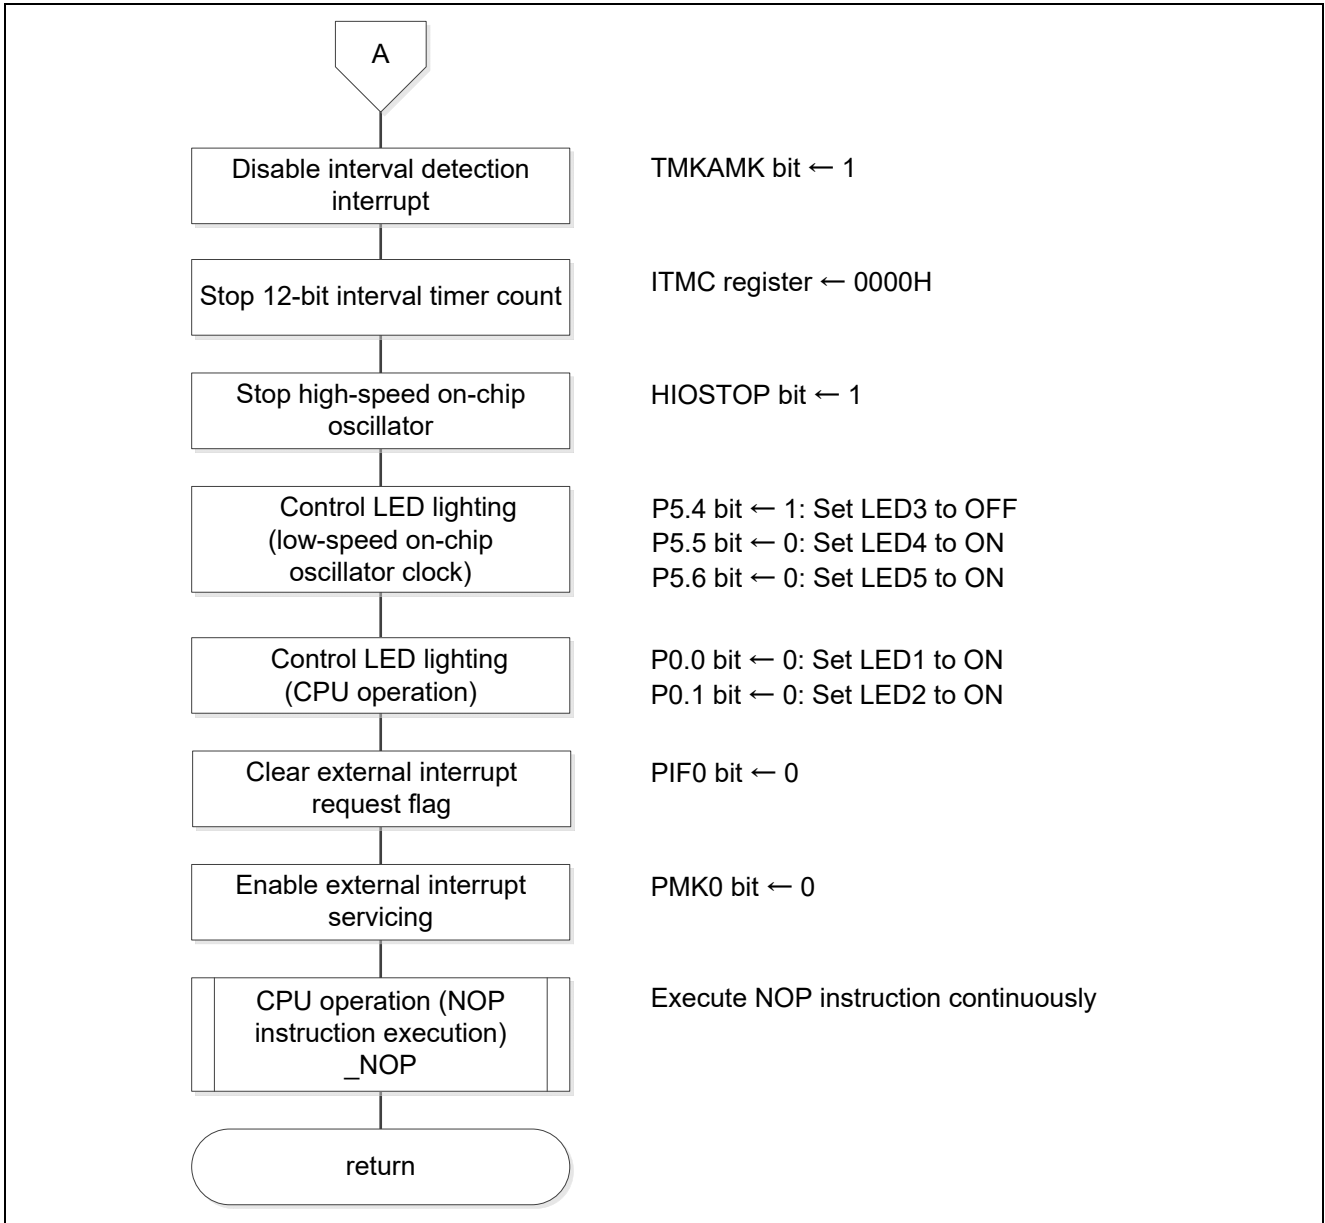 A
Disable interval detection
interrupt
TMKAMK bit ← 1
Stop 12-bit interval timer count
ITMC register ← 0000H
Stop high-speed on-chip
oscillator
HIOSTOP bit ← 1
Control LED lighting
(low-speed on-chip
oscillator clock)
P5.4 bit ← 1: Set LED3 to OFF
P5.5 bit ← 0: Set LED4 to ON
P5.6 bit ← 0: Set LED5 to ON
Control LED lighting
(CPU operation)
P0.0 bit ← 0: Set LED1 to ON
P0.1 bit ← 0: Set LED2 to ON
Clear external interrupt
request flag
PIF0 bit ← 0
Enable external interrupt
servicing
PMK0 bit ← 0
CPU operation (NOP
instruction execution)
_NOP
Execute NOP instruction continuously
return